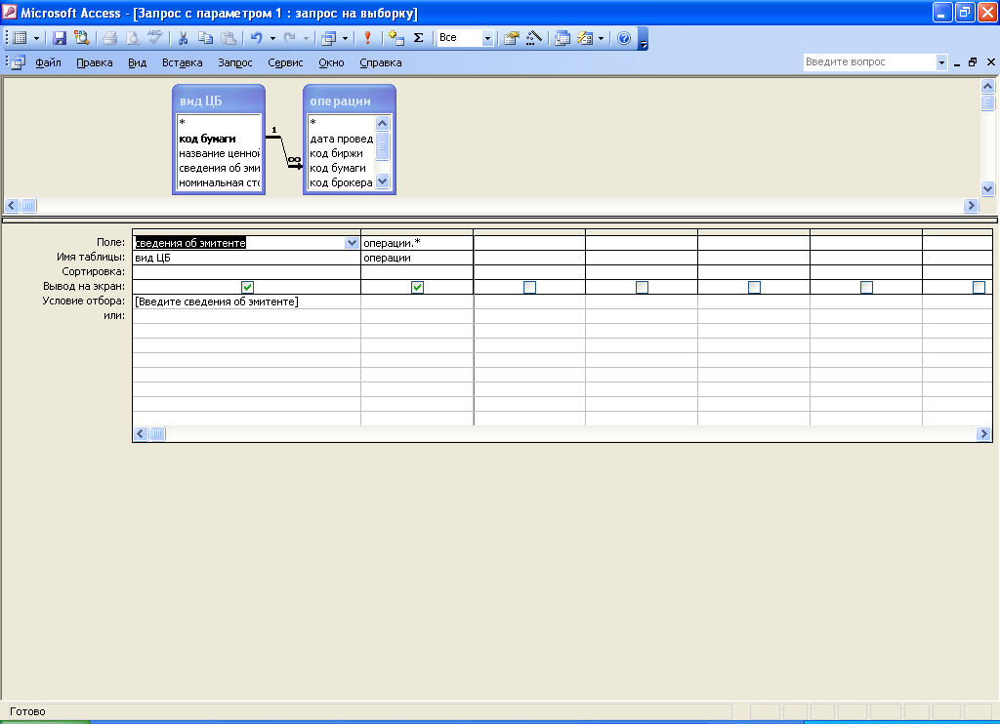 Microsoft Access - [Запрос с параметром 1 : запрос на выборку]
Все
Файл Правка Вид Вставка Запрос Сервис Окно Справка Введите вопрос
вид ЦБ
*
код бумаги
название ценной
сведения об эми
номинальная сто
1
∞
операции
*
дата провед
код биржи
код бумаги
код брокера
Поле: сведения об эмитенте операции.*
Имя таблицы: вид ЦБ операции
Сортировка:
Вывод на экран:
Условие отбора: [Введите сведения об эмитенте]
или:
Готово